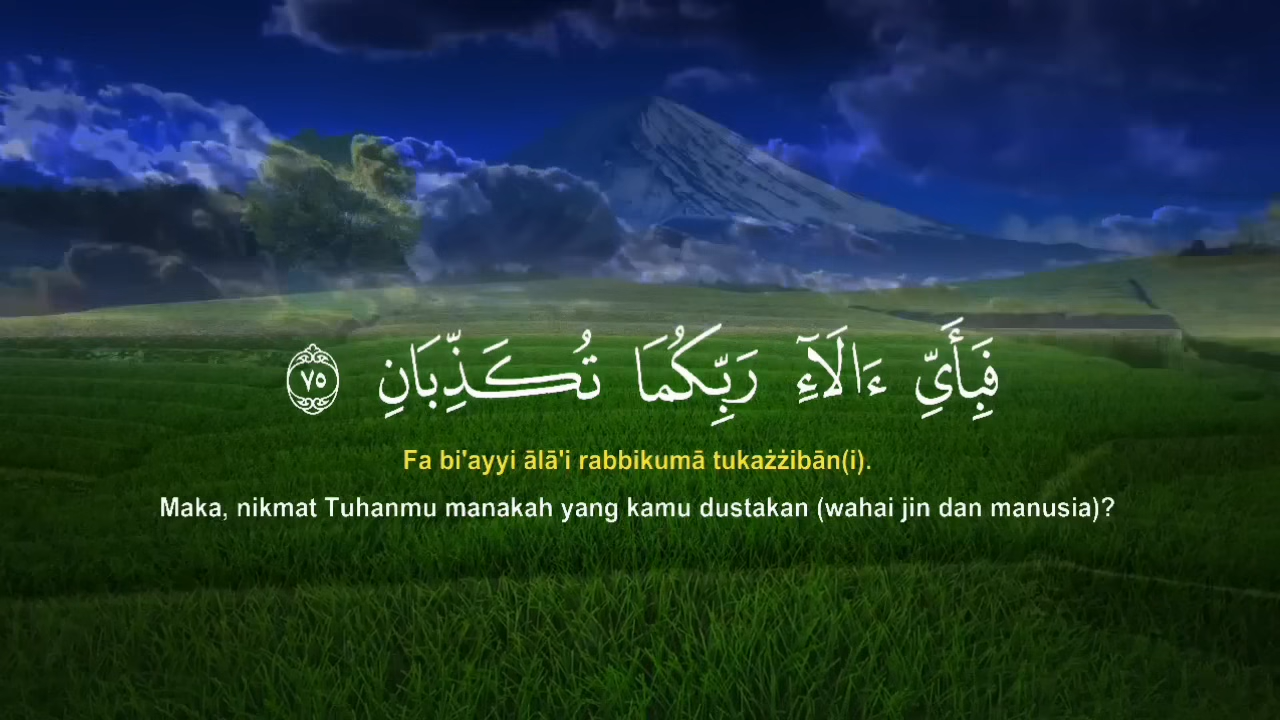 فَبِأَيِّ ءَالَآءِ رَبِّكُمَا تُكَذِّبَانِ ٧٥
Fa bi'ayyi ālā'i rabbikumā tukażżibān(i).
Maka, nikmat Tuhanmu manakah yang kamu dustakan (wahai jin dan manusia)?